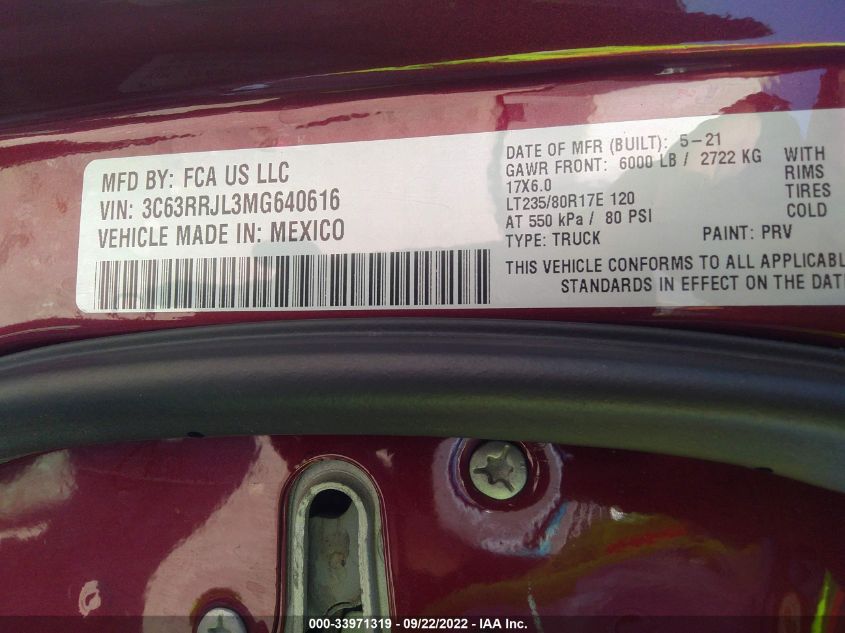 MFD BY: FCA US LLC
VIN: 3C63RRJL3MG640616
VEHICLE MADE IN: MEXICO
DATE OF MFR (BUILT): 5-21
GAWR FRONT: 6000 LB / 2722 KG
17X6.0
LT235/80R17E 120
AT 550 kPa / 80 PSI
WITH
RIMS
TIRES
COLD
TYPE: TRUCK PAINT: PRV
THIS VEHICLE CONFORMS TO ALL APPLICABL
STANDARDS IN EFFECT ON THE DAT
000-33971319 - 09/22/2022 - IAA Inc.